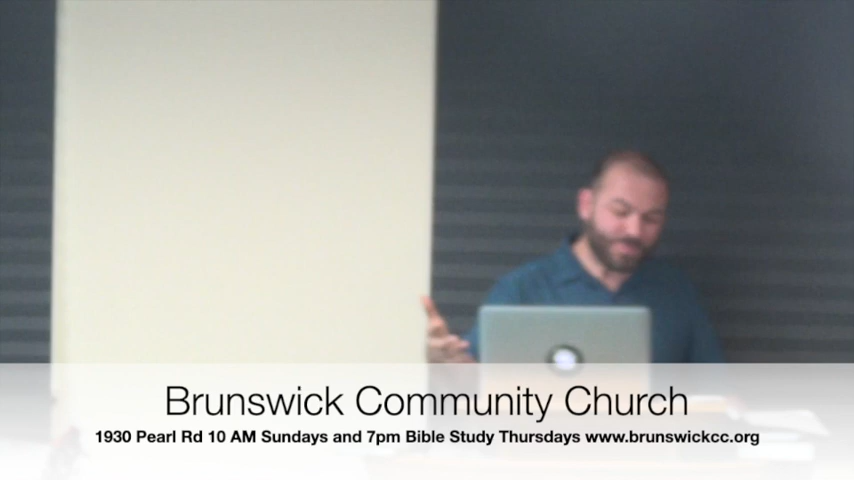 Brunswick Community Church
1930 Pearl Rd 10 AM Sundays and 7pm Bible Study Thursdays www.brunswickcc.org